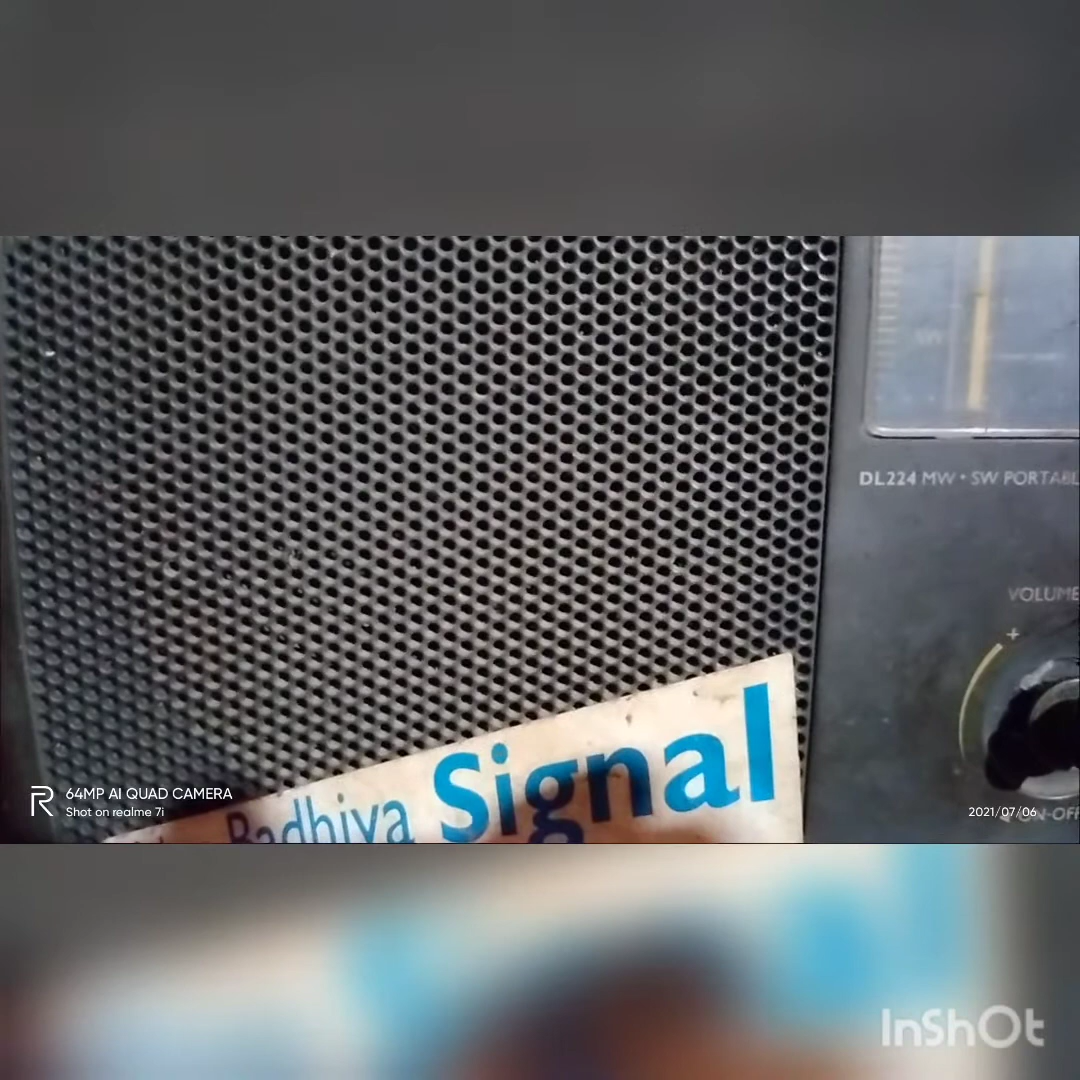 DL224 MW • SW PORTABL
VOLUME
+
Badhiya Signal
64MP AI QUAD CAMERA
Shot on realme 7i
2021/07/06
ON-OFF
InShOt